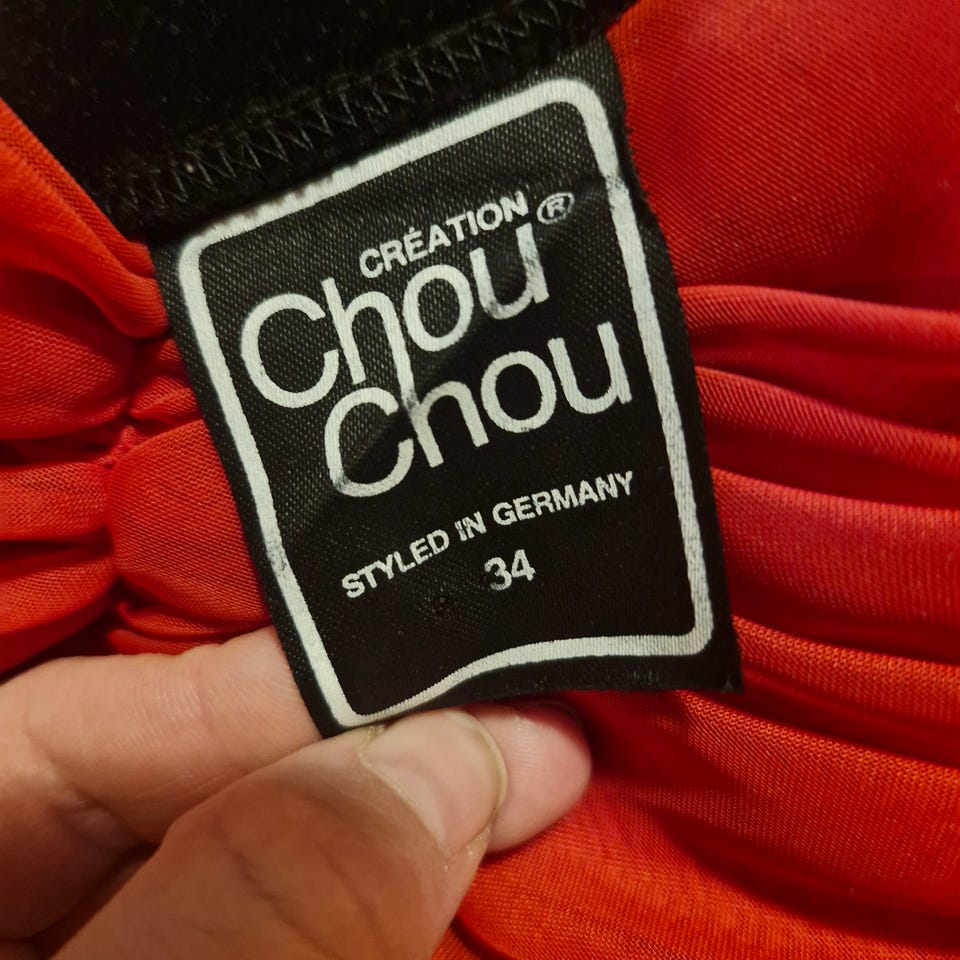 CRÉATION
Chou®
Chou
STYLED IN GERMANY
34